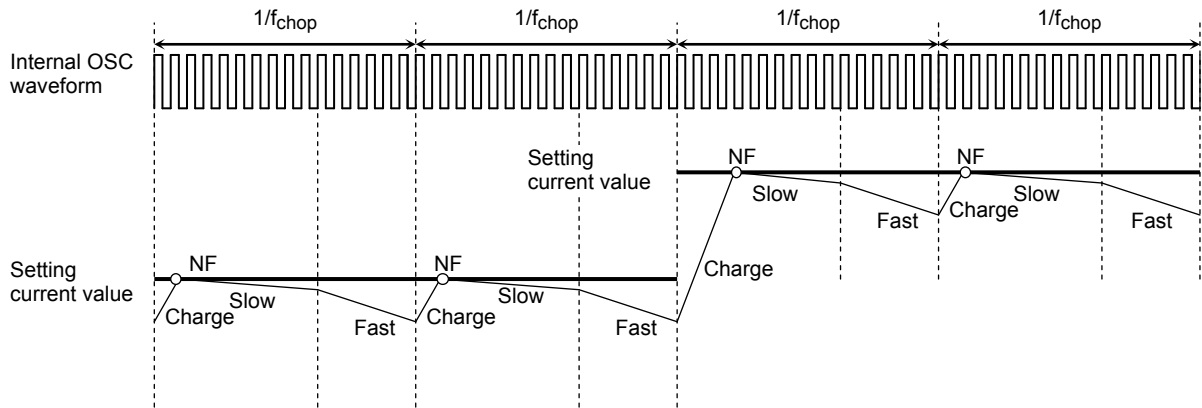 1/fchop 1/fchop 1/fchop 1/fchop
Internal OSC
waveform
Setting
current value
NF
Slow
Fast
Charge
NF
Slow
Fast
Charge
Setting
current value
NF
Slow
Fast
Charge
NF
Slow
Fast
Charge